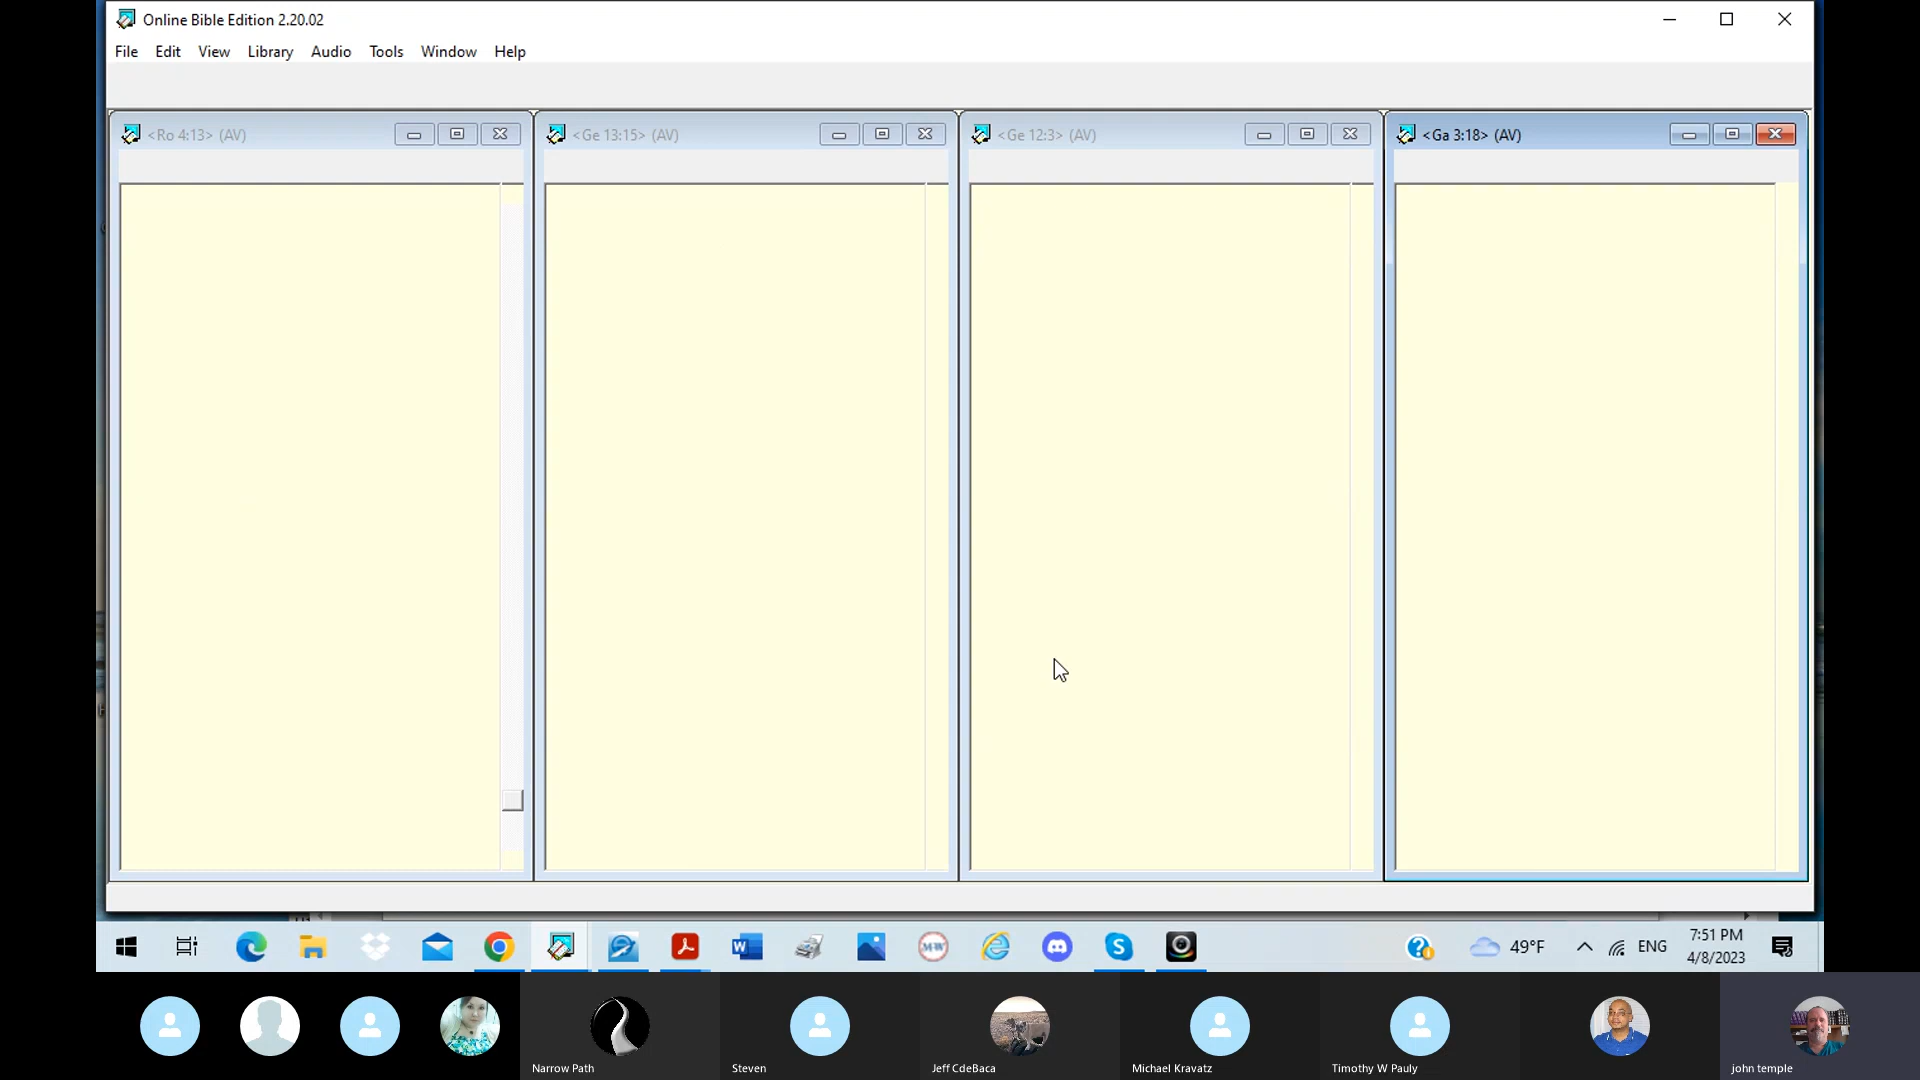 Online Bible Edition 2.20.02
File Edit View Library Audio Tools Window Help
<Ro 4:13> (AV)
<Ge 13:15> (AV)
<Ge 12:3> (AV)
<Ga 3:18> (AV)
49°F
ENG
7:51 PM
4/8/2023
Narrow Path
Steven
Jeff CdeBaca
Michael Kravatz
Timothy W Pauly
john temple